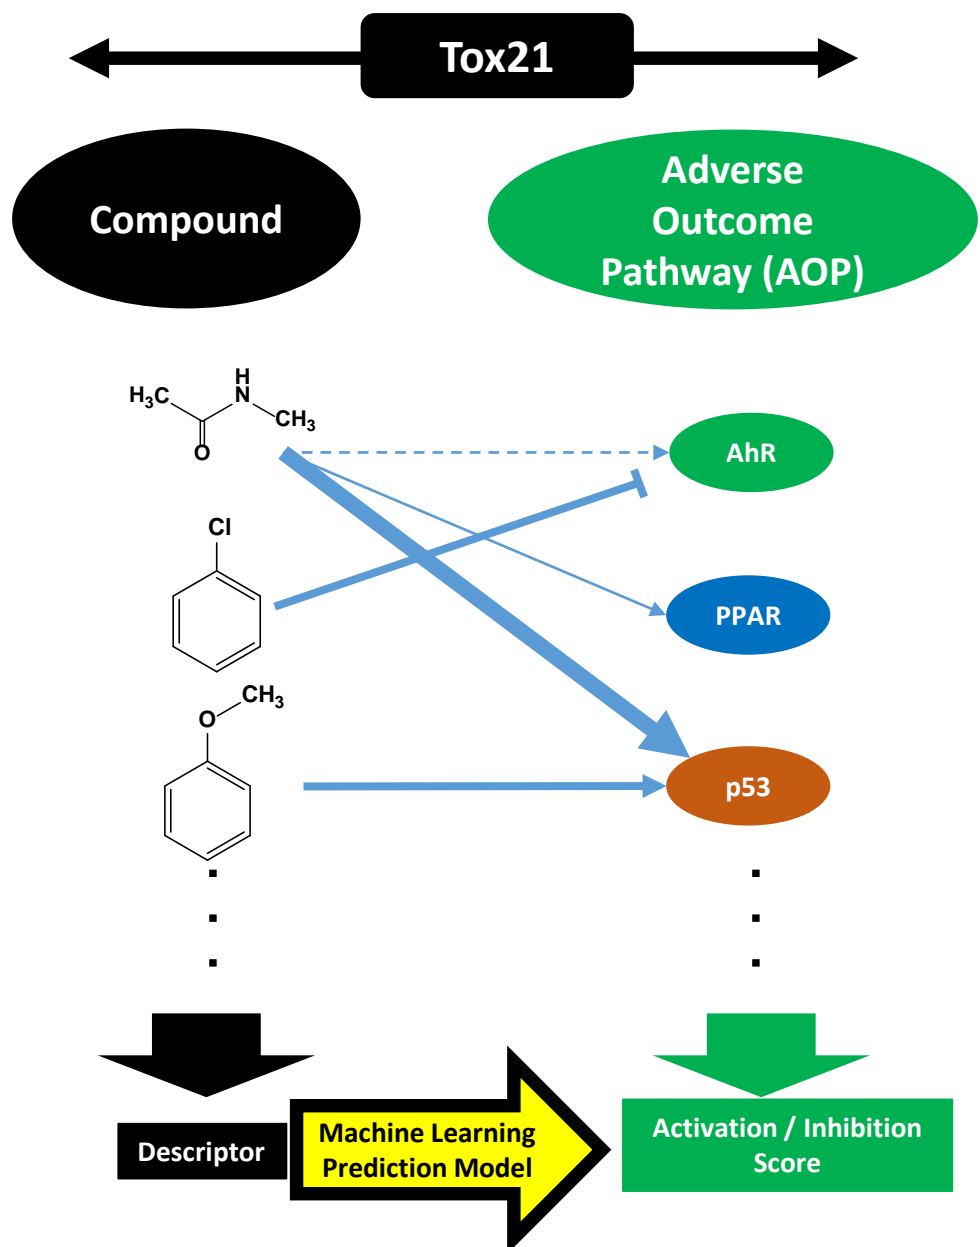 Tox21
Compound
Adverse
Outcome
Pathway (AOP)
H
H₃C
N
CH₃
O
AhR
Cl
PPAR
CH₃
O
p53
Descriptor
Machine Learning
Prediction Model
Activation / Inhibition
Score